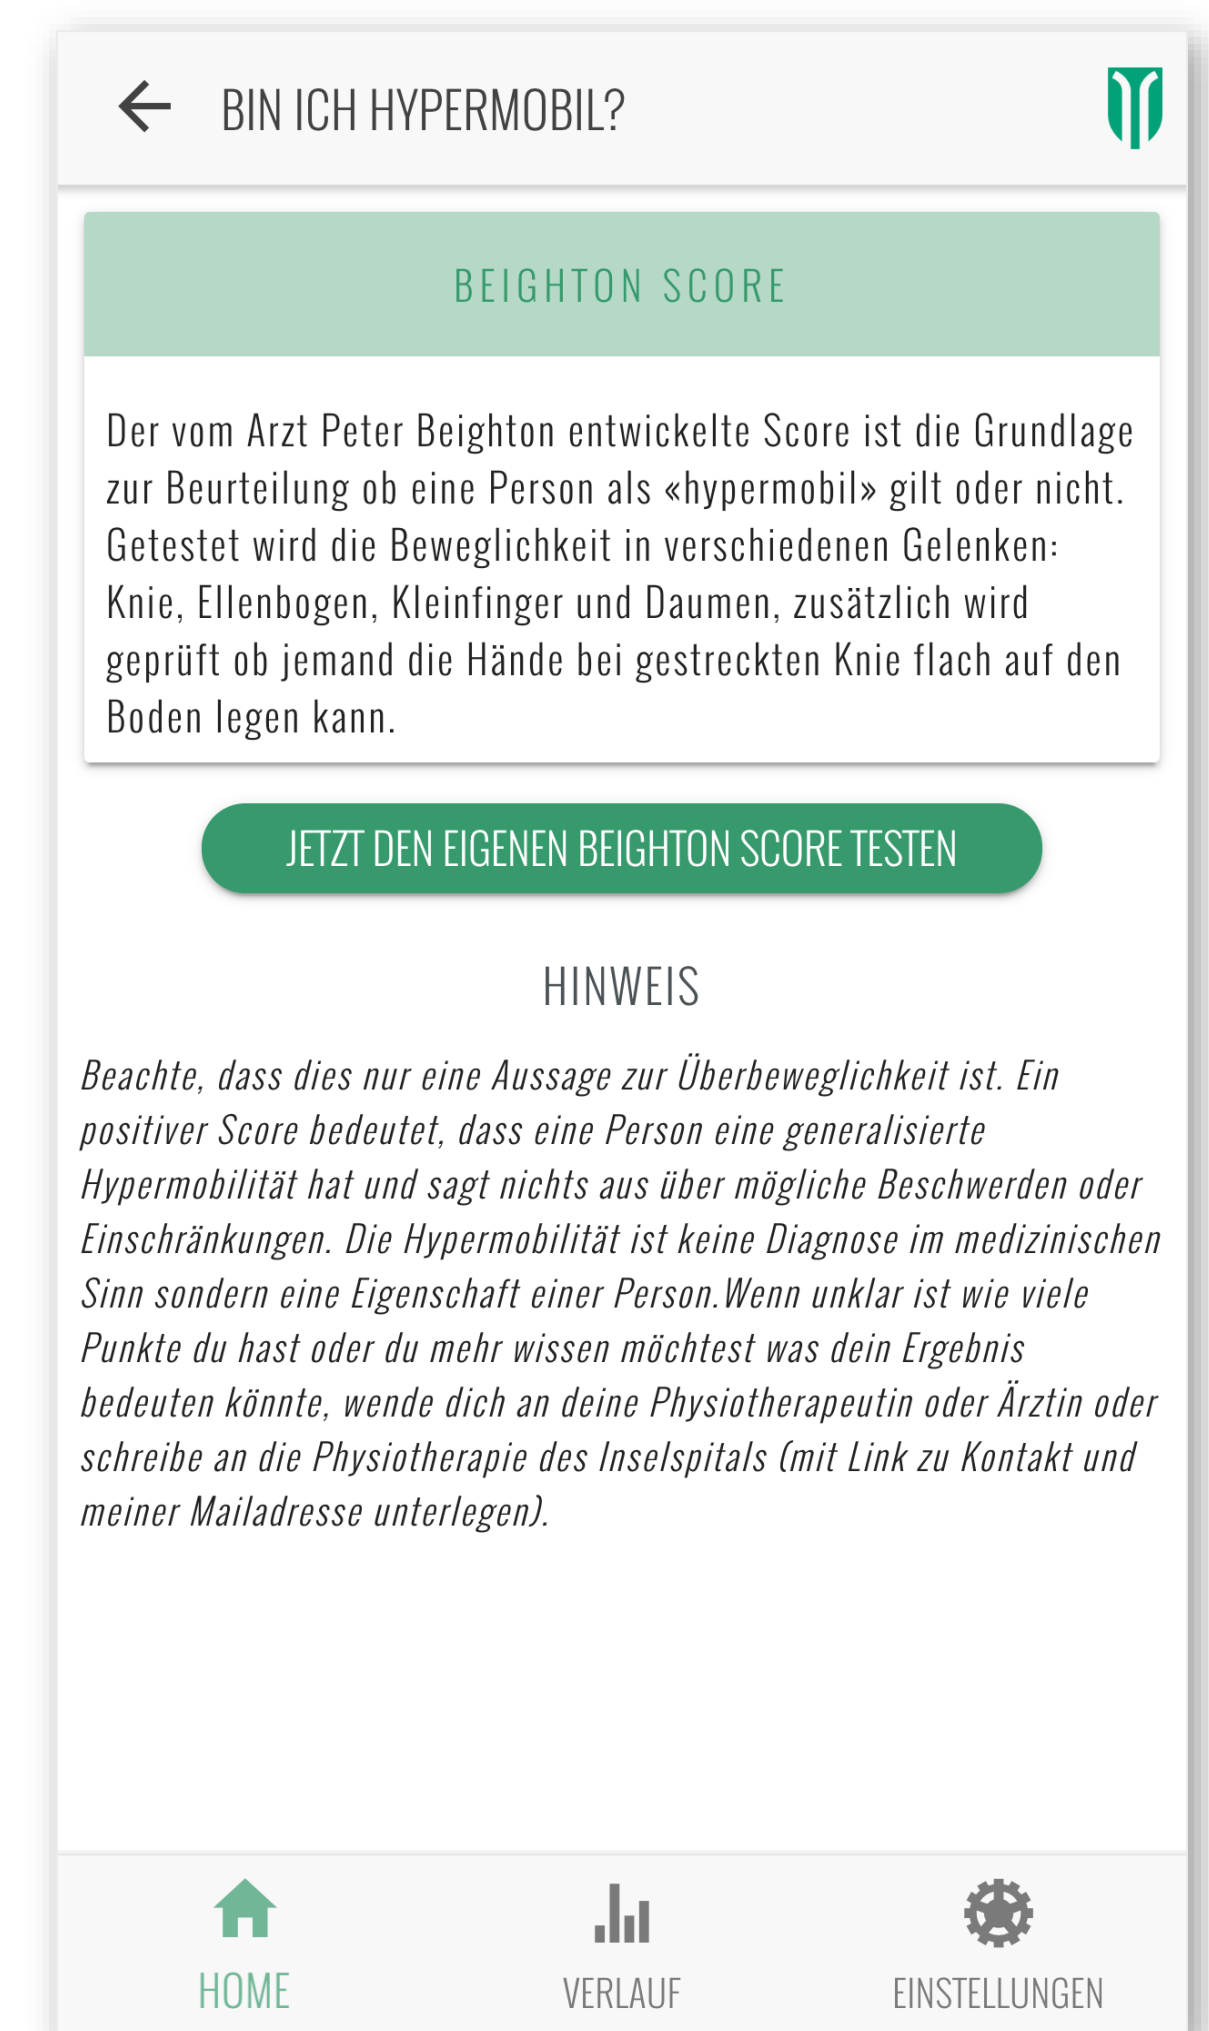 BIN ICH HYPERMOBIL?
BEIGHTON SCORE
Der vom Arzt Peter Beighton entwickelte Score ist die Grundlage
zur Beurteilung ob eine Person als «hypermobil» gilt oder nicht.
Getestet wird die Beweglichkeit in verschiedenen Gelenken:
Knie, Ellenbogen, Kleinfinger und Daumen, zusätzlich wird
geprüft ob jemand die Hände bei gestreckten Knie flach auf den
Boden legen kann.
JETZT DEN EIGENEN BEIGHTON SCORE TESTEN
HINWEIS
Beachte, dass dies nur eine Aussage zur Überbeweglichkeit ist. Ein
positiver Score bedeutet, dass eine Person eine generalisierte
Hypermobilität hat und sagt nichts aus über mögliche Beschwerden oder
Einschränkungen. Die Hypermobilität ist keine Diagnose im medizinischen
Sinn sondern eine Eigenschaft einer Person.Wenn unklar ist wie viele
Punkte du hast oder du mehr wissen möchtest was dein Ergebnis
bedeuten könnte, wende dich an deine Physiotherapeutin oder Ärztin oder
schreibe an die Physiotherapie des Inselspitals (mit Link zu Kontakt und
meiner Mailadresse unterlegen).
HOME
VERLAUF
EINSTELLUNGEN